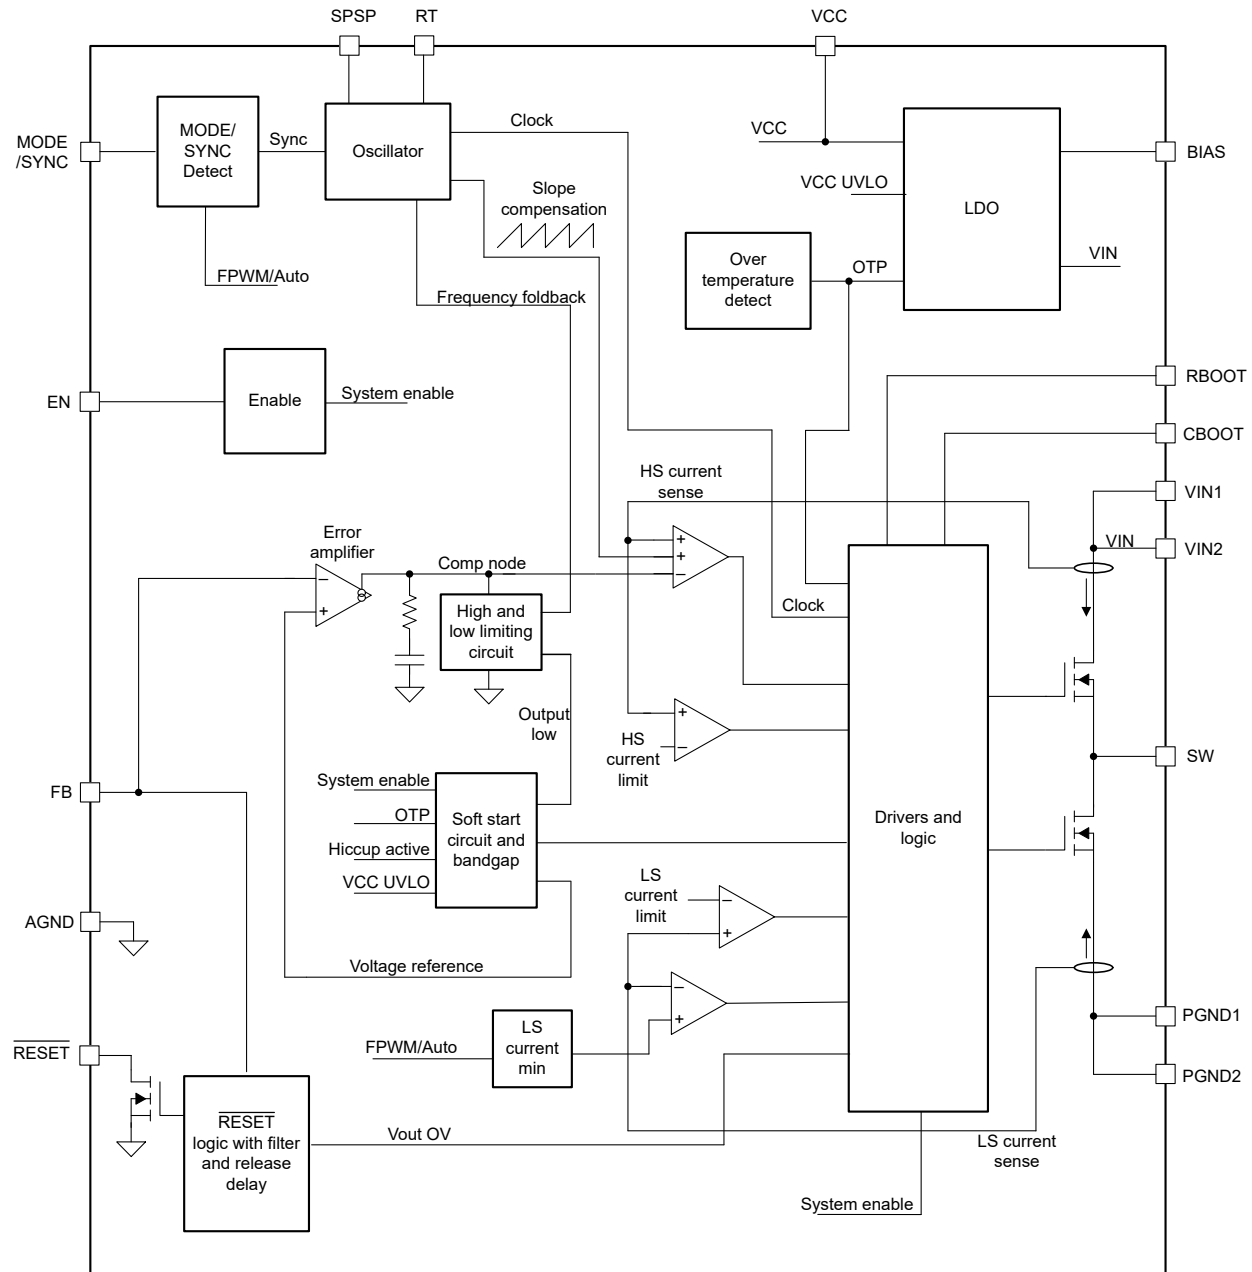 SPSP
RT
VCC
MODE
/SYNC
MODE/
SYNC
Detect
Sync
Oscillator
Clock
VCC
VCC UVLO
LDO
BIAS
Slope
compensation
FPWM/Auto
Over
temperature
detect
OTP
VIN
Frequency foldback
RBOOT
EN
Enable
System enable
CBOOT
HS current
sense
VIN1
Error
amplifier
VIN
VIN2
+
+
−
Comp node
−
+
High and
low limiting
circuit
Clock
Output
low
+
−
HS
current
limit
SW
FB
System enable
OTP
Hiccup active
VCC UVLO
Soft start
circuit and
bandgap
Drivers and
logic
LS
current
limit
−
+
AGND
Voltage reference
−
+
LS
current
min
FPWM/Auto
PGND1
RESET
PGND2
RESET
logic with filter
and release
delay
Vout OV
LS current
sense
System enable